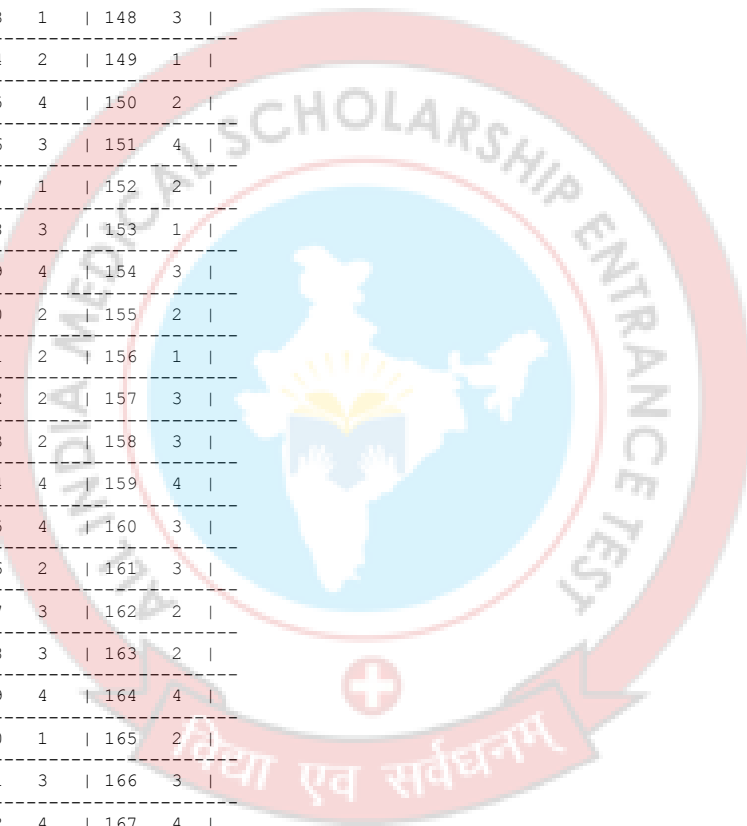 1 | 148 3 |
2 | 149 1 |
4 | 150 2 |
3 | 151 4 |
1 | 152 2 |
3 | 153 1 |
4 | 154 3 |
2 | 155 2 |
2 | 156 1 |
2 | 157 3 |
2 | 158 3 |
4 | 159 4 |
4 | 160 3 |
2 | 161 3 |
3 | 162 2 |
3 | 163 2 |
4 | 164 4 |
1 | 165 2 |
3 | 166 3 |
4 | 167 4 |
ALL INDIA MEDICAL SCHOLARSHIP ENTRANCE TEST
विद्या एव सर्वधनम्